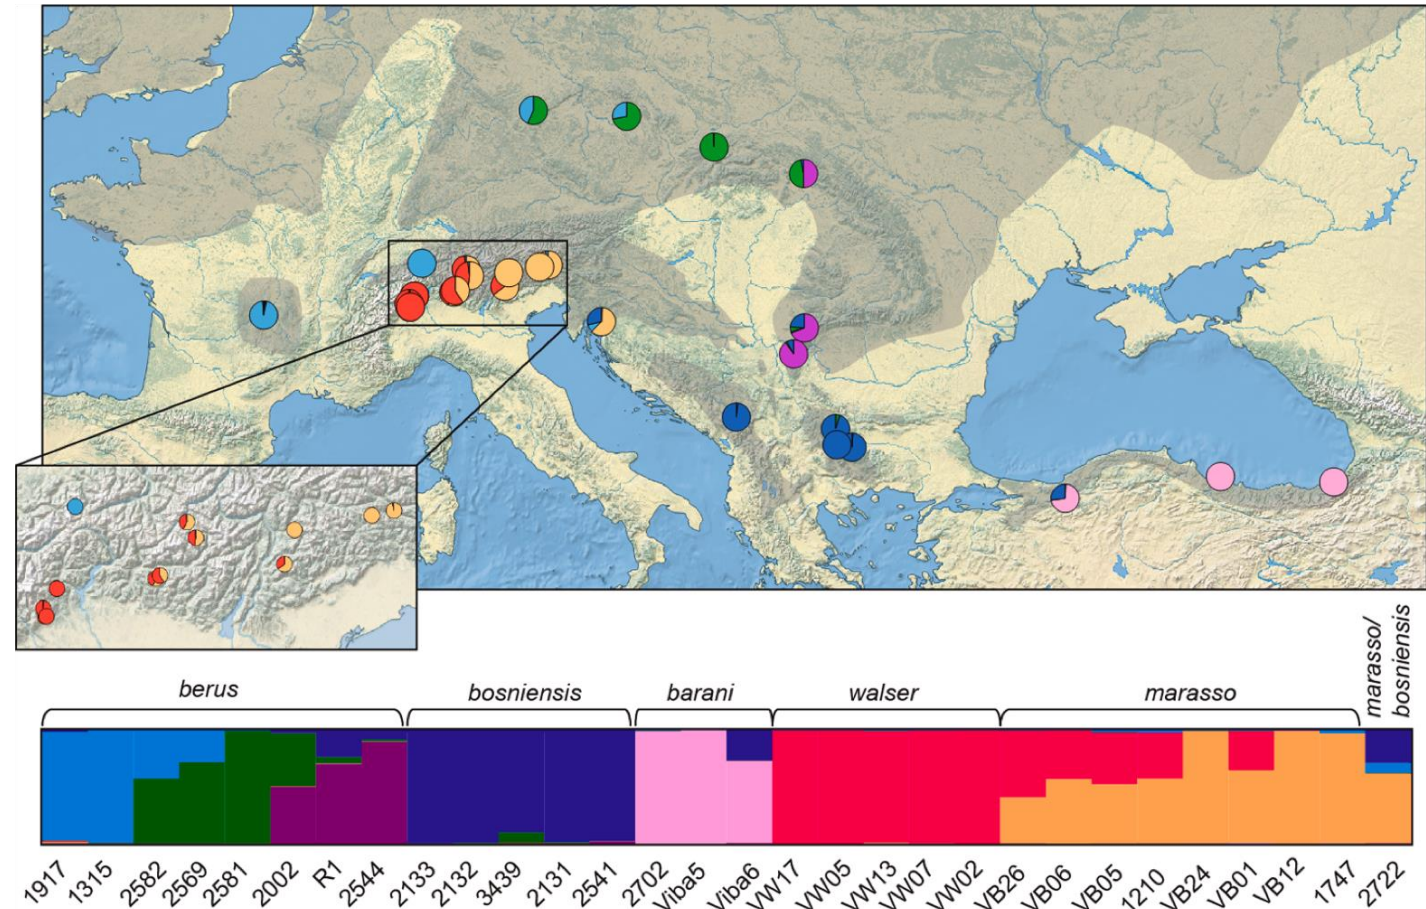 marasso/
bosniensis
berus
bosniensis
barani
walser
marasso
1917
1315
2582
2569
2581
2002
R1
2544
2133
2132
3439
2131
2541
2702
Viba5
Viba6
VW17
VW05
VW13
VW07
VW02
VB26
VB06
VB05
1210
VB24
VB01
VB12
1747
2722